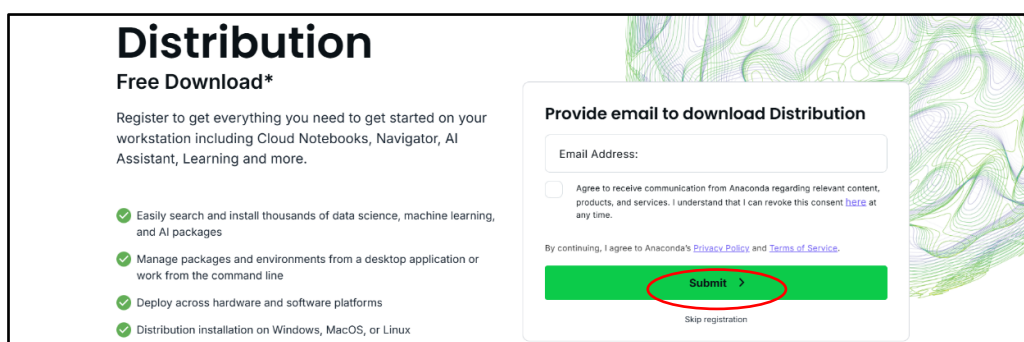 Distribution
Free Download*
Register to get everything you need to get started on your
workstation including Cloud Notebooks, Navigator, AI
Assistant, Learning and more.
Easily search and install thousands of data science, machine learning,
and AI packages
Manage packages and environments from a desktop application or
work from the command line
Deploy across hardware and software platforms
Distribution installation on Windows, MacOS, or Linux
Provide email to download Distribution
Email Address:
Agree to receive communication from Anaconda regarding relevant content,
products, and services. I understand that I can revoke this consent here at
any time.
By continuing, I agree to Anaconda's Privacy Policy and Terms of Service.
Submit >
Skip registration